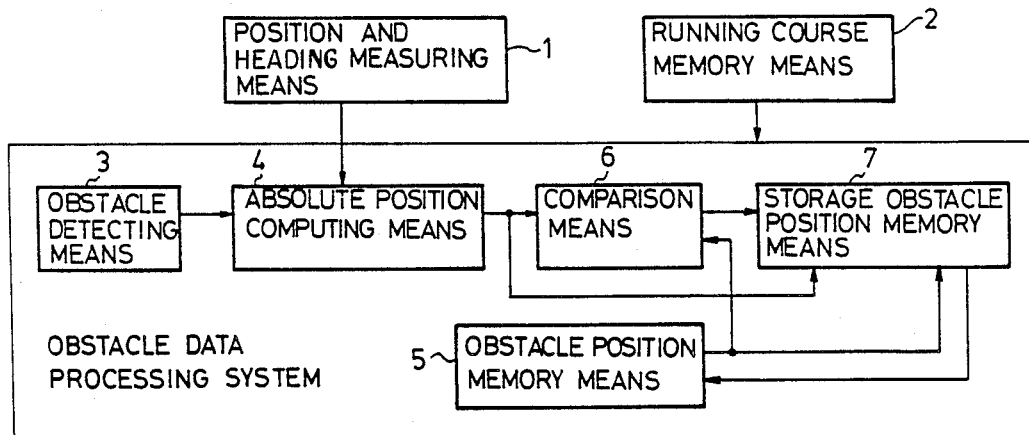 POSITION AND
HEADING MEASURING
MEANS
1
RUNNING COURSE
MEMORY MEANS
2
3
OBSTACLE
DETECTING
MEANS
4
ABSOLUTE POSITION
COMPUTING MEANS
6
COMPARISON
MEANS
7
STORAGE OBSTACLE
POSITION MEMORY
MEANS
OBSTACLE DATA
PROCESSING SYSTEM
5
OBSTACLE POSITION
MEMORY MEANS